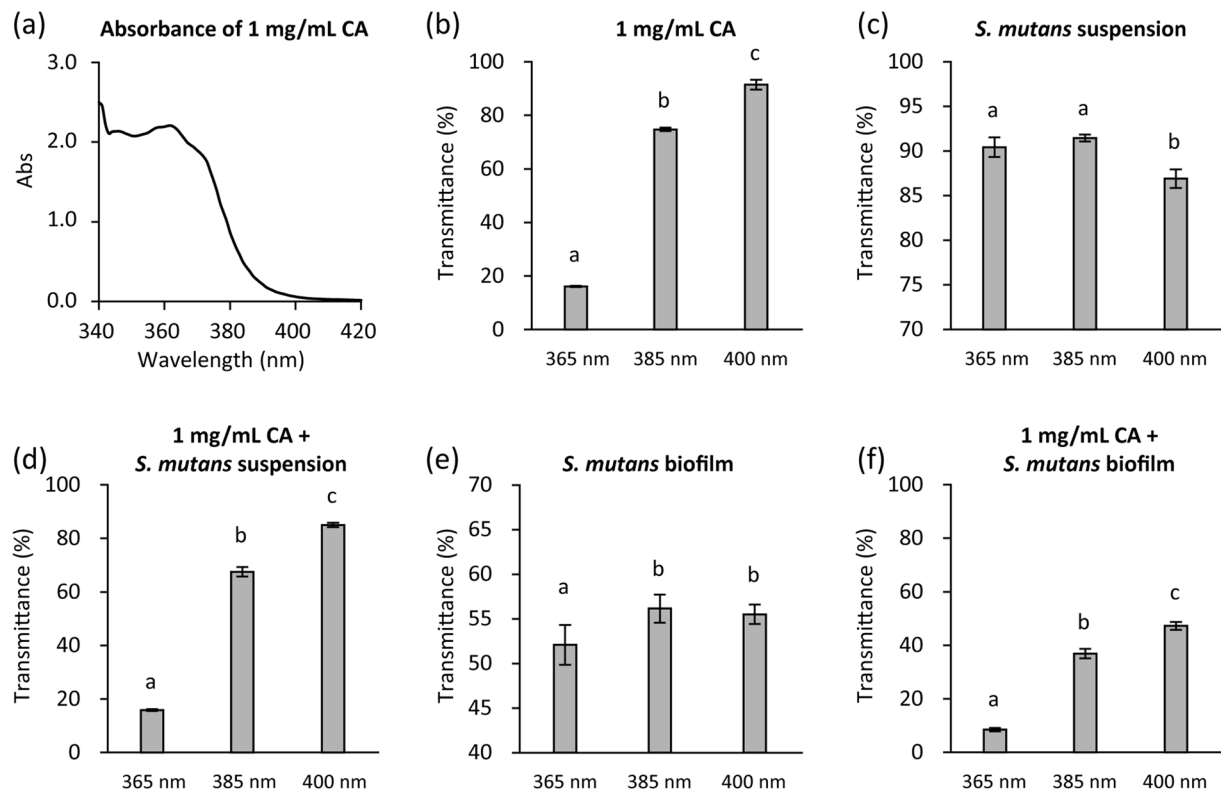 (a) Absorbance of 1 mg/mL CA
3.0
2.0
1.0
0.0
Abs
340 360 380 400 420
Wavelength (nm)
(b) 1 mg/mL CA
100
80
60
40
20
0
Transmittance (%)
a
b
c
365 nm 385 nm 400 nm
(c) S. mutans suspension
100
95
90
85
80
75
70
Transmittance (%)
a
a
b
365 nm 385 nm 400 nm
(d) 1 mg/mL CA +
S. mutans suspension
100
80
60
40
20
0
Transmittance (%)
a
b
c
365 nm 385 nm 400 nm
(e) S. mutans biofilm
70
65
60
55
50
45
40
Transmittance (%)
a
b
b
365 nm 385 nm 400 nm
(f) 1 mg/mL CA +
S. mutans biofilm
100
80
60
40
20
0
Transmittance (%)
a
b
c
365 nm 385 nm 400 nm